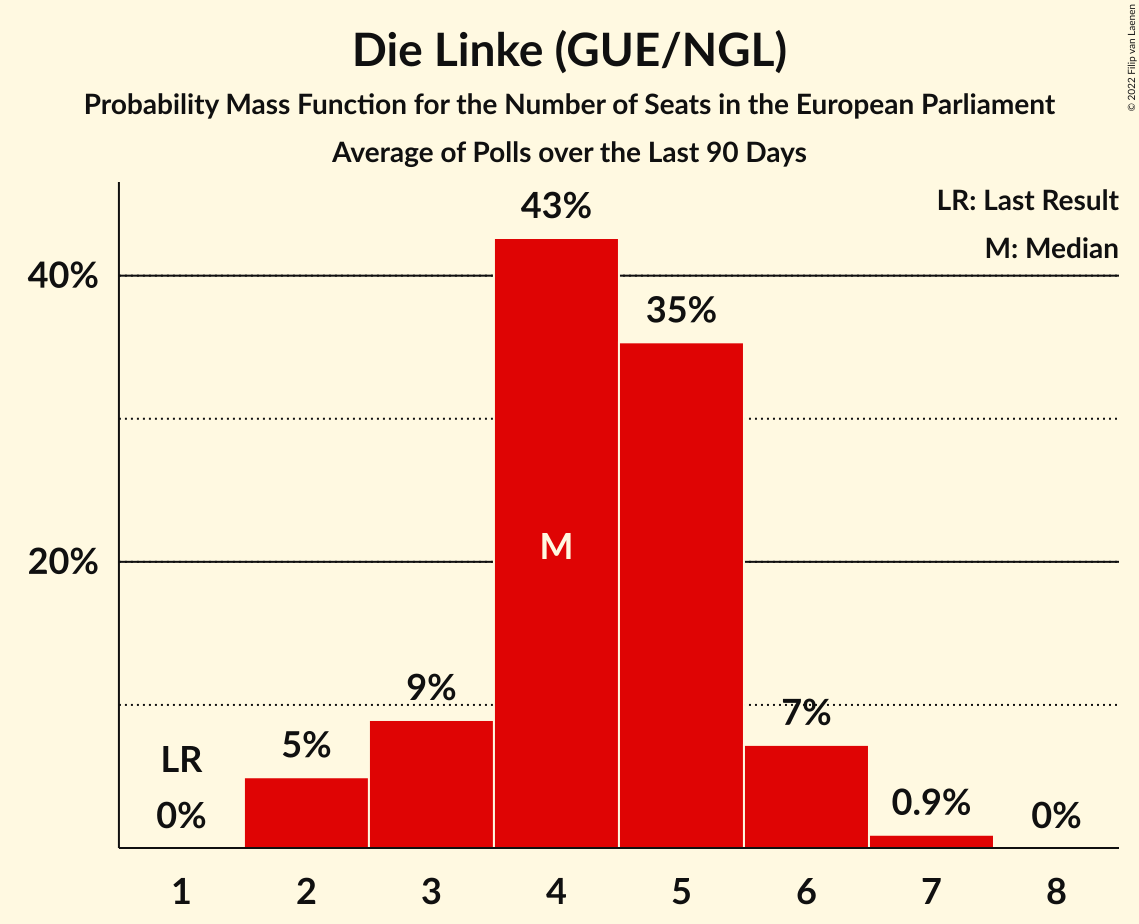 Die Linke (GUE/NGL)
Probability Mass Function for the Number of Seats in the European Parliament
Average of Polls over the Last 90 Days
© 2022 Filip van Laenen
LR: Last Result
M: Median
43%
40%
35%
M
20%
9%
7%
5%
LR
0.9%
0%
0%
1 2 3 4 5 6 7 8